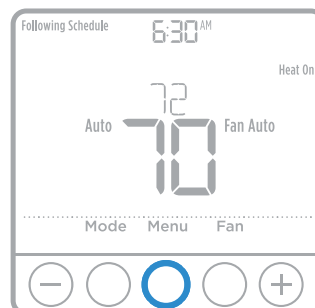 Following Schedule 6:30 AM
Heat On
72
Auto 70 Fan Auto
Mode Menu Fan
− +